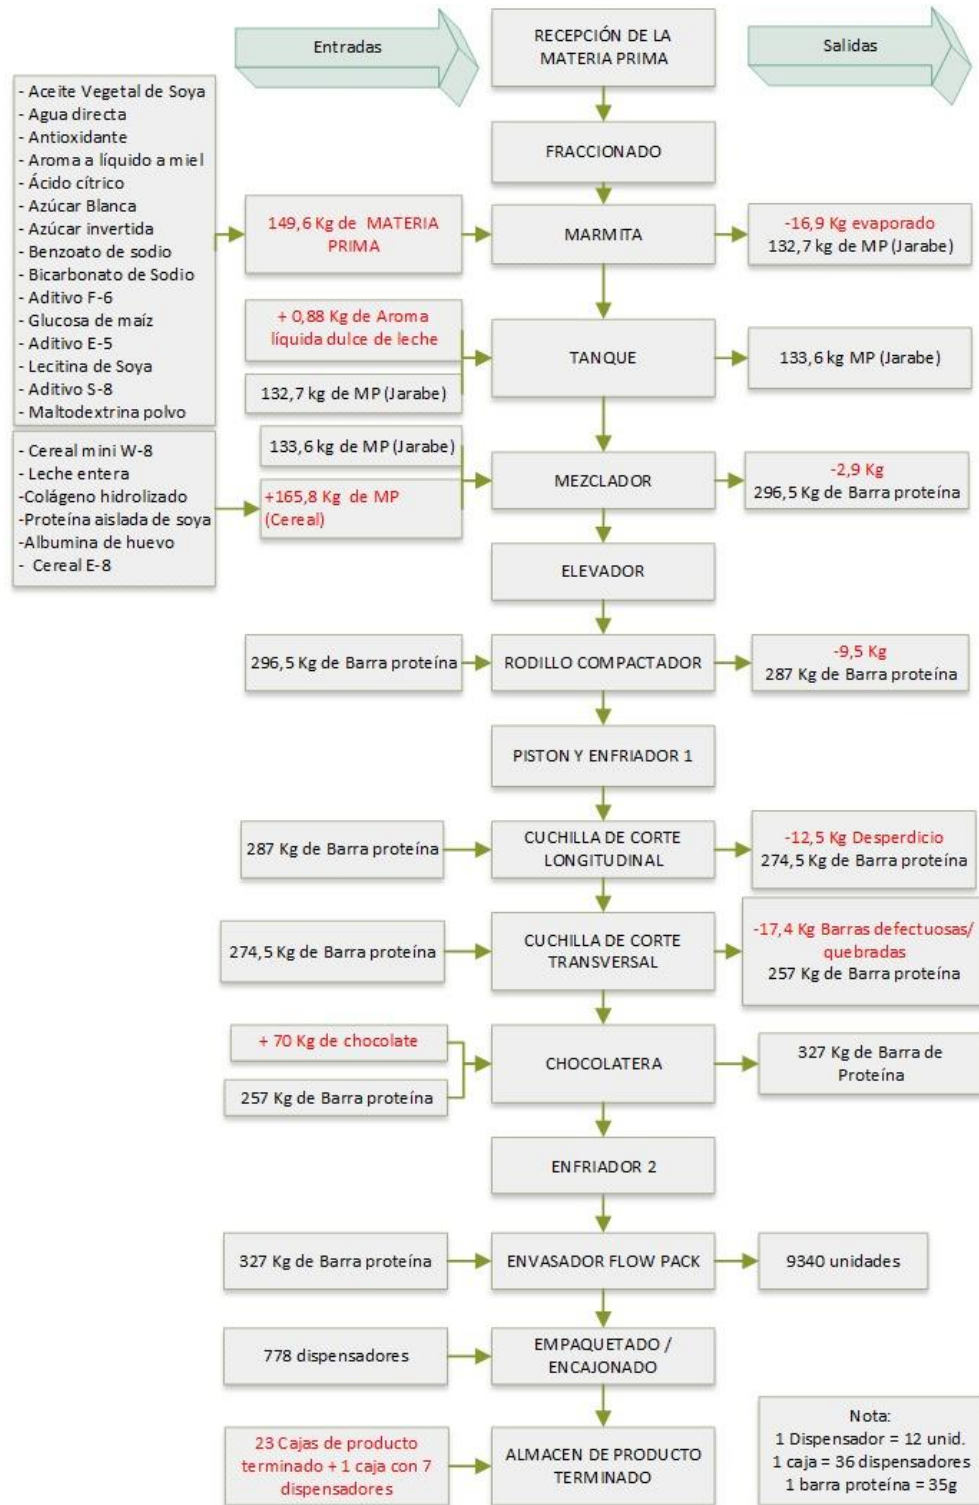 Entradas
RECEPCIÓN DE LA
MATERIA PRIMA
Salidas
- Aceite Vegetal de Soya
- Agua directa
- Antioxidante
- Aroma a líquido a miel
- Ácido cítrico
- Azúcar Blanca
- Azúcar invertida
- Benzoato de sodio
- Bicarbonato de Sodio
- Aditivo F-6
- Glucosa de maíz
- Aditivo E-5
- Lecitina de Soya
- Aditivo S-8
- Maltodextrina polvo
FRACCIONADO
149,6 Kg de MATERIA
PRIMA
MARMITA
-16,9 Kg evaporado
132,7 kg de MP (Jarabe)
+ 0,88 Kg de Aroma
líquida dulce de leche
132,7 kg de MP (Jarabe)
TANQUE
133,6 kg MP (Jarabe)
- Cereal mini W-8
- Leche entera
-Colágeno hidrolizado
-Proteína aislada de soya
-Albumina de huevo
- Cereal E-8
133,6 kg de MP (Jarabe)
+165,8 Kg de MP
(Cereal)
MEZCLADOR
-2,9 Kg
296,5 Kg de Barra proteína
ELEVADOR
296,5 Kg de Barra proteína
RODILLO COMPACTADOR
-9,5 Kg
287 Kg de Barra proteína
PISTON Y ENFRIADOR 1
287 Kg de Barra proteína
CUCHILLA DE CORTE
LONGITUDINAL
-12,5 Kg Desperdicio
274,5 Kg de Barra proteína
274,5 Kg de Barra proteína
CUCHILLA DE CORTE
TRANSVERSAL
-17,4 Kg Barras defectuosas/
quebradas
257 Kg de Barra proteína
+ 70 Kg de chocolate
257 Kg de Barra proteína
CHOCOLATERA
327 Kg de Barra de
Proteína
ENFRIADOR 2
327 Kg de Barra proteína
ENVASADOR FLOW PACK
9340 unidades
778 dispensadores
EMPAQUETADO /
ENCAJONADO
23 Cajas de producto
terminado + 1 caja con 7
dispensadores
ALMACEN DE PRODUCTO
TERMINADO
Nota:
1 Dispensador = 12 unid.
1 caja = 36 dispensadores
1 barra proteína = 35g